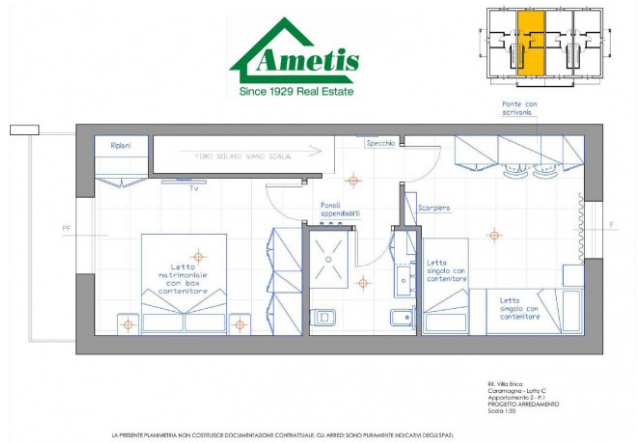 Ametis
Since 1929 Real Estate
Ponte con
scrivania
Ripiani
FORO SOLAIO VANO SCALA
Specchio
Tv
Pomoli
appendiabiti
Scarpiera
PF
F
Letto
matrimoniale
con box
contenitore
Letto
singolo con
contenitore
Letto
singolo con
contenitore
Rif. Villa Erica
Caramagna - Lotto C
Appartamento 2 - P.1
PROGETTO ARREDAMENTO
Scala 1:33
LA PRESENTE PLANIMETRIA NON COSTITUISCE DOCUMENTAZIONE CONTRATTUALE. GLI ARREDI SONO PURAMENTE INDICATIVI DEGLI SPAZI.